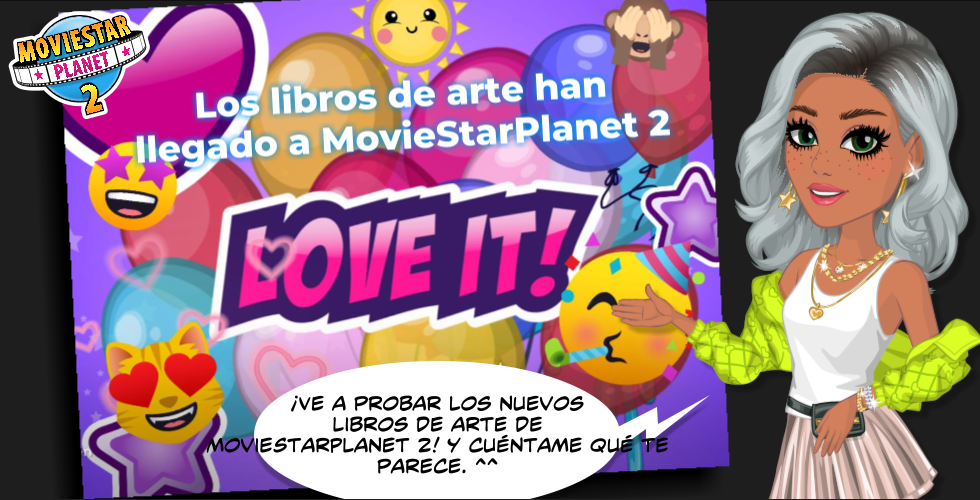 MOVIESTAR
PLANET
2
Los libros de arte han
llegado a MovieStarPlanet 2
LOVE IT!
¡VE A PROBAR LOS NUEVOS
LIBROS DE ARTE DE
MOVIESTARPLANET 2! Y CUÉNTAME QUÉ TE
PARECE. ^^